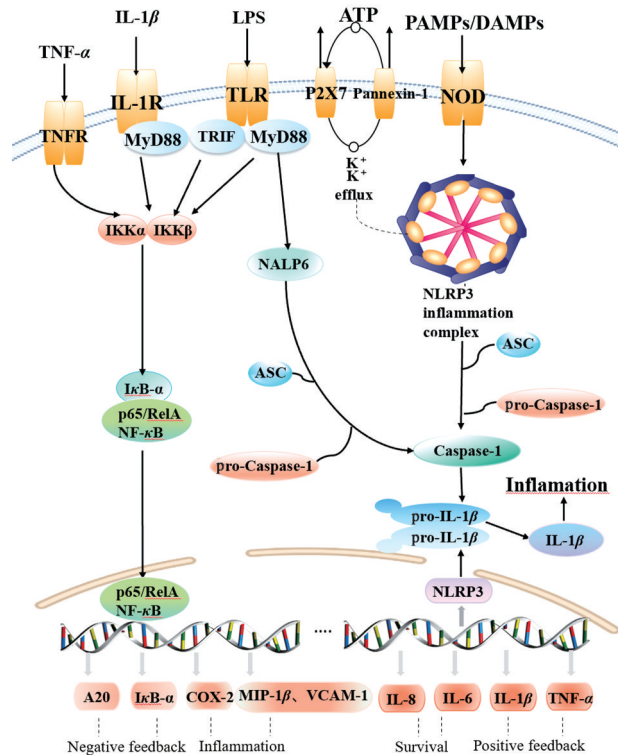 IL-1β
LPS
ATP
PAMPs/DAMPs
TNF-α
IL-1R
TLR
P2X7
Pannexin-1
NOD
TNFR
MyD88
TRIF
MyD88
K+
K+
efflux
IKKα
IKKβ
NALP6
NLRP3
inflammation
complex
ASC
ASC
IκB-α
p65/RelA
NF-κB
pro-Caspase-1
pro-Caspase-1
Caspase-1
Inflamation
pro-IL-1β
pro-IL-1β
IL-1β
p65/RelA
NF-κB
NLRP3
....
A20
IκB-α
COX-2
MIP-1β、VCAM-1
IL-8
IL-6
IL-1β
TNF-α
Negative feedback
Inflammation
Survival
Positive feedback